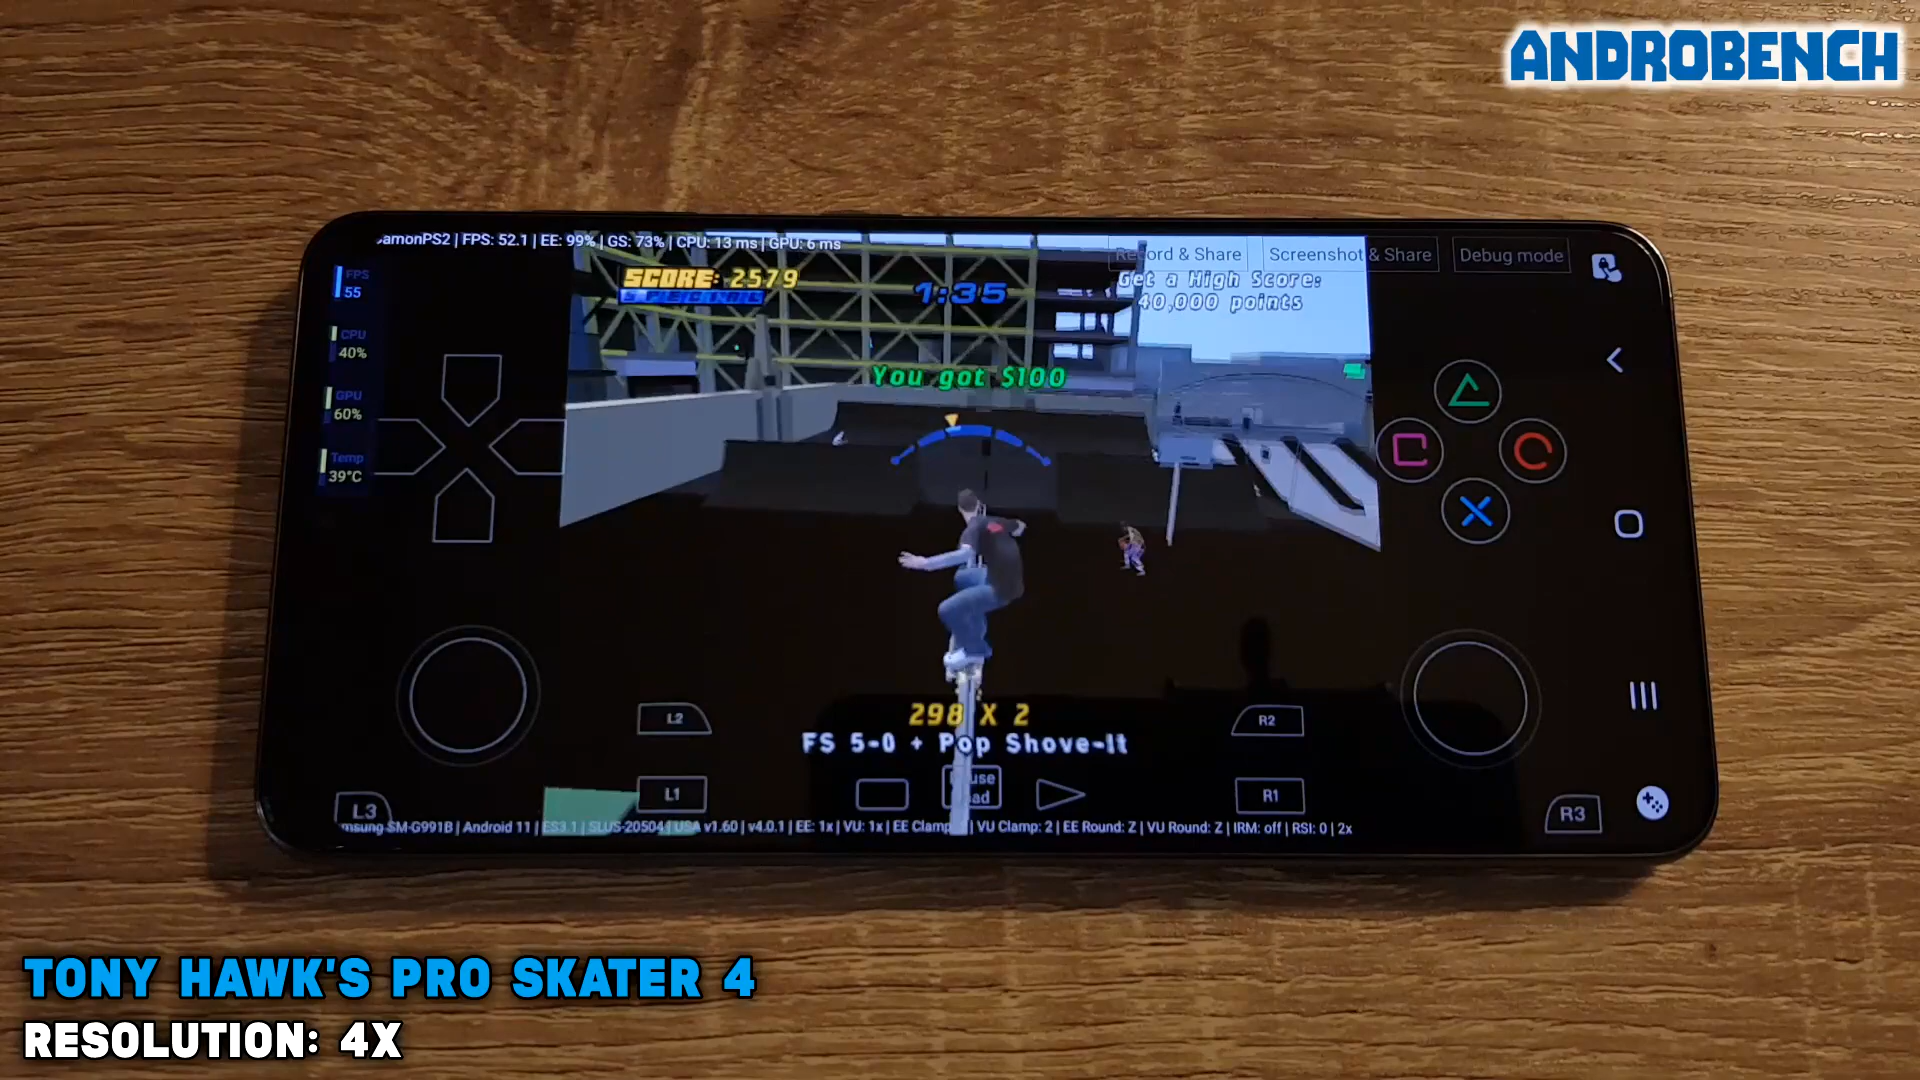 ANDROBENCH
amonPS2 | FPS: 52.1 | EE: 99% | GS: 73% | CPU: 13 ms | GPU: 6 ms
Record & Share
Screenshot & Share
Debug mode
FPS
55
SCORE: 2579
SPECIAL
1:35
Get a High Score:
40,000 points
CPU
40%
You got $100
GPU
60%
Temp
39°C
298 X 2
FS 5-0 + Pop Shove-It
L2
R2
L1
R1
L3
R3
msung SM-G991B | Android 11 | ES3.1 | SLUS-20504 | USA v1.60 | v4.0.1 | EE: 1x | VU: 1x | EE Clamp | VU Clamp: 2 | EE Round: Z | VU Round: Z | IRM: off | RSI: 0 | 2x
TONY HAWK'S PRO SKATER 4
RESOLUTION: 4X